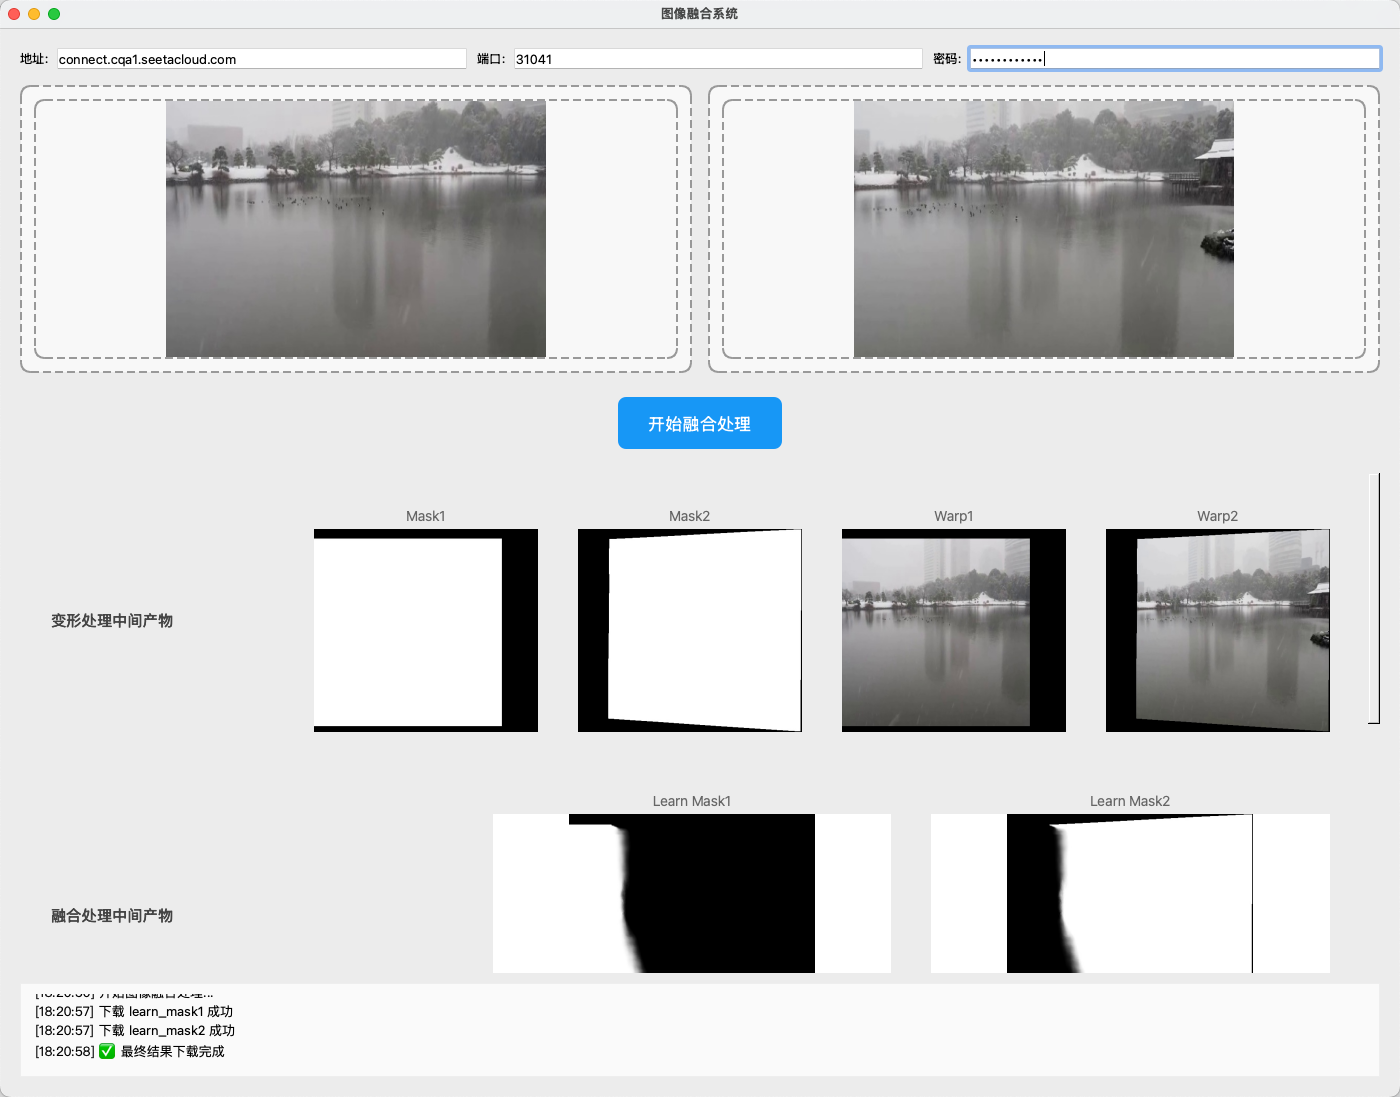 图像融合系统
地址: connect.cqa1.seetacloud.com 端口: 31041 密码: ••••••••••••
开始融合处理
Mask1 Mask2 Warp1 Warp2
变形处理中间产物
Learn Mask1 Learn Mask2
融合处理中间产物
[18:20:57] 下载 learn_mask1 成功
[18:20:57] 下载 learn_mask2 成功
[18:20:58] ✅ 最终结果下载完成